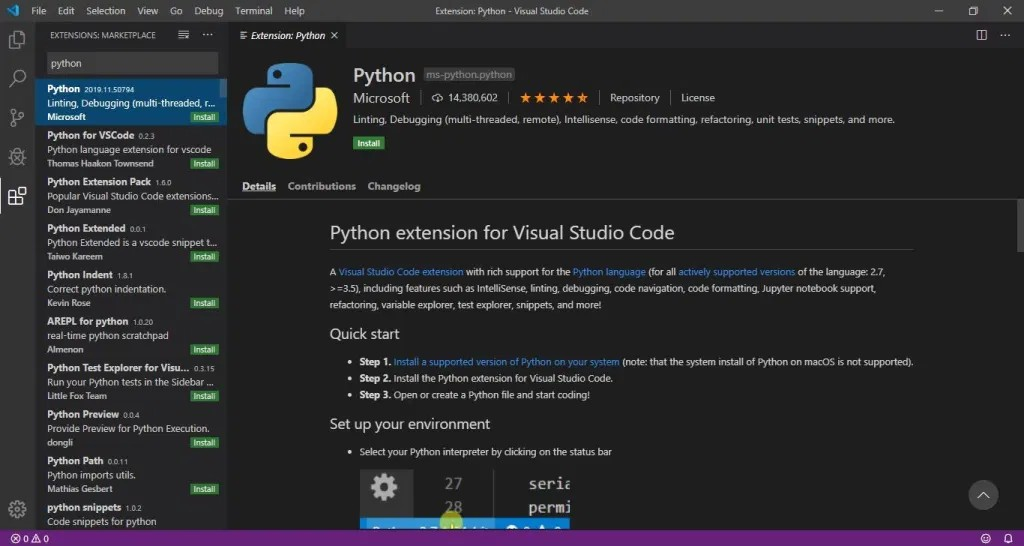 File Edit Selection View Go Debug Terminal Help
Extension: Python - Visual Studio Code
EXTENSIONS: MARKETPLACE
python
Python 2019.11.50794
Linting, Debugging (multi-threaded, r...
Microsoft Install
Python for VSCode 0.2.3
Python language extension for vscode
Thomas Haakon Townsend Install
Python Extension Pack 1.6.0
Popular Visual Studio Code extensions...
Don Jayamanne Install
Python Extended 0.0.1
Python Extended is a vscode snippet t...
Taiwo Kareem Install
Python Indent 1.8.1
Correct python indentation.
Kevin Rose Install
AREPL for python 1.0.20
real-time python scratchpad
Almenon Install
Python Test Explorer for Visu... 0.3.15
Run your Python tests in the Sidebar ...
Little Fox Team Install
Python Preview 0.0.4
Provide Preview for Python Execution.
dongli Install
Python Path 0.0.11
Python imports utils.
Mathias Gesbert Install
python snippets 1.0.2
Code snippets for python
Extension: Python
Python ms-python.python
Microsoft 14,380,602 Repository License
Linting, Debugging (multi-threaded, remote), Intellisense, code formatting, refactoring, unit tests, snippets, and more.
Install
Details Contributions Changelog
Python extension for Visual Studio Code
A Visual Studio Code extension with rich support for the Python language (for all actively supported versions of the language: 2.7,
>=3.5), including features such as IntelliSense, linting, debugging, code navigation, code formatting, Jupyter notebook support,
refactoring, variable explorer, test explorer, snippets, and more!
Quick start
Step 1. Install a supported version of Python on your system (note: that the system install of Python on macOS is not supported).
Step 2. Install the Python extension for Visual Studio Code.
Step 3. Open or create a Python file and start coding!
Set up your environment
Select your Python interpreter by clicking on the status bar
27 seria
28 permi
0 0